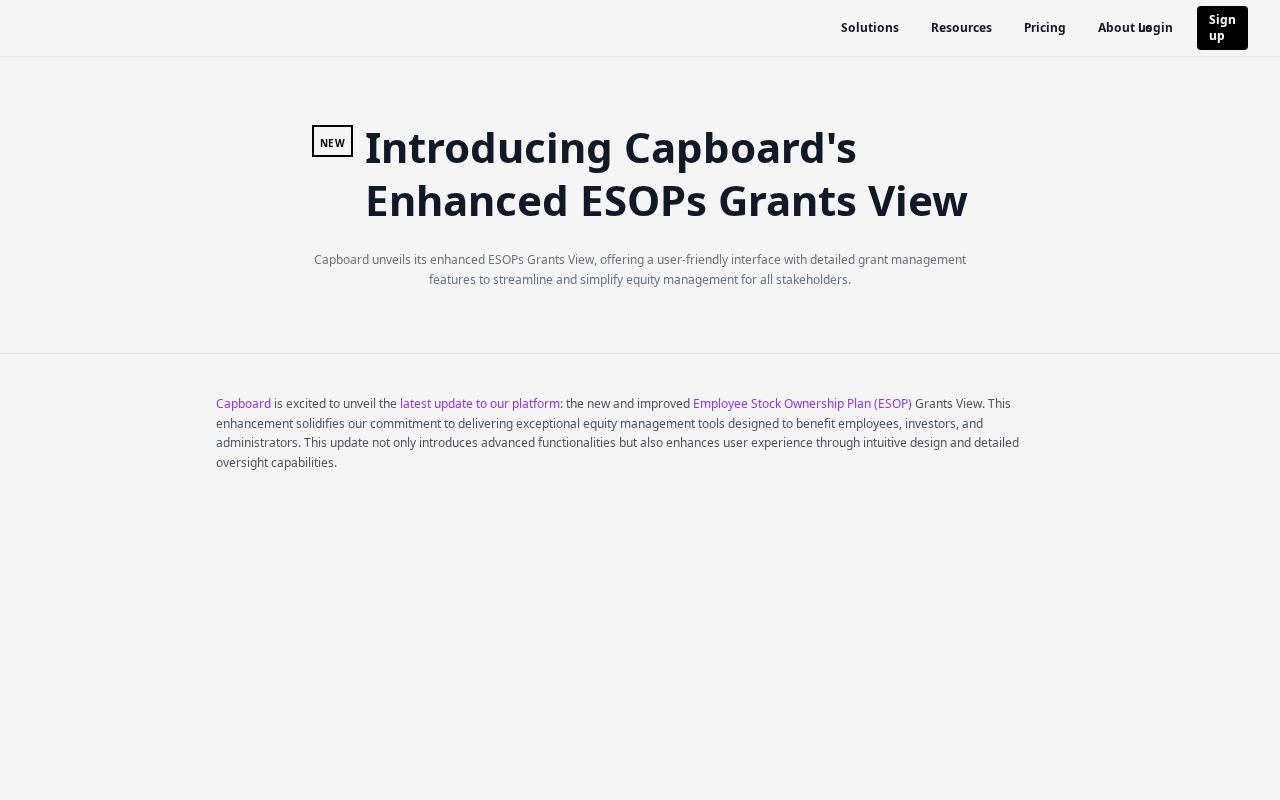 Solutions
Resources
Pricing
About us
Login
Sign up
NEW
Introducing Capboard's
Enhanced ESOPs Grants View
Capboard unveils its enhanced ESOPs Grants View, offering a user-friendly interface with detailed grant management
features to streamline and simplify equity management for all stakeholders.
Capboard is excited to unveil the latest update to our platform: the new and improved Employee Stock Ownership Plan (ESOP) Grants View. This
enhancement solidifies our commitment to delivering exceptional equity management tools designed to benefit employees, investors, and
administrators. This update not only introduces advanced functionalities but also enhances user experience through intuitive design and detailed
oversight capabilities.